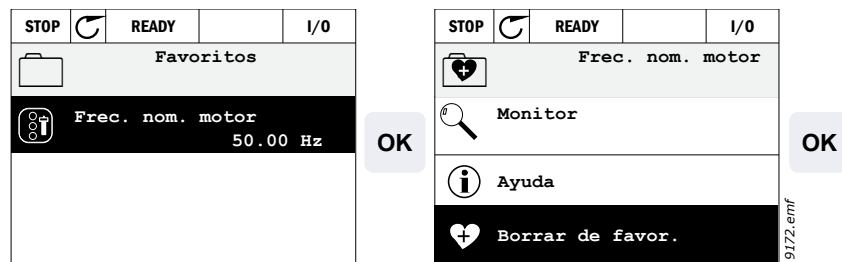 STOP READY I/O
Favoritos
Frec. nom. motor
50.00 Hz
OK
STOP READY I/O
Frec. nom. motor
Monitor
Ayuda
Borrar de favor.
OK
9172.emf